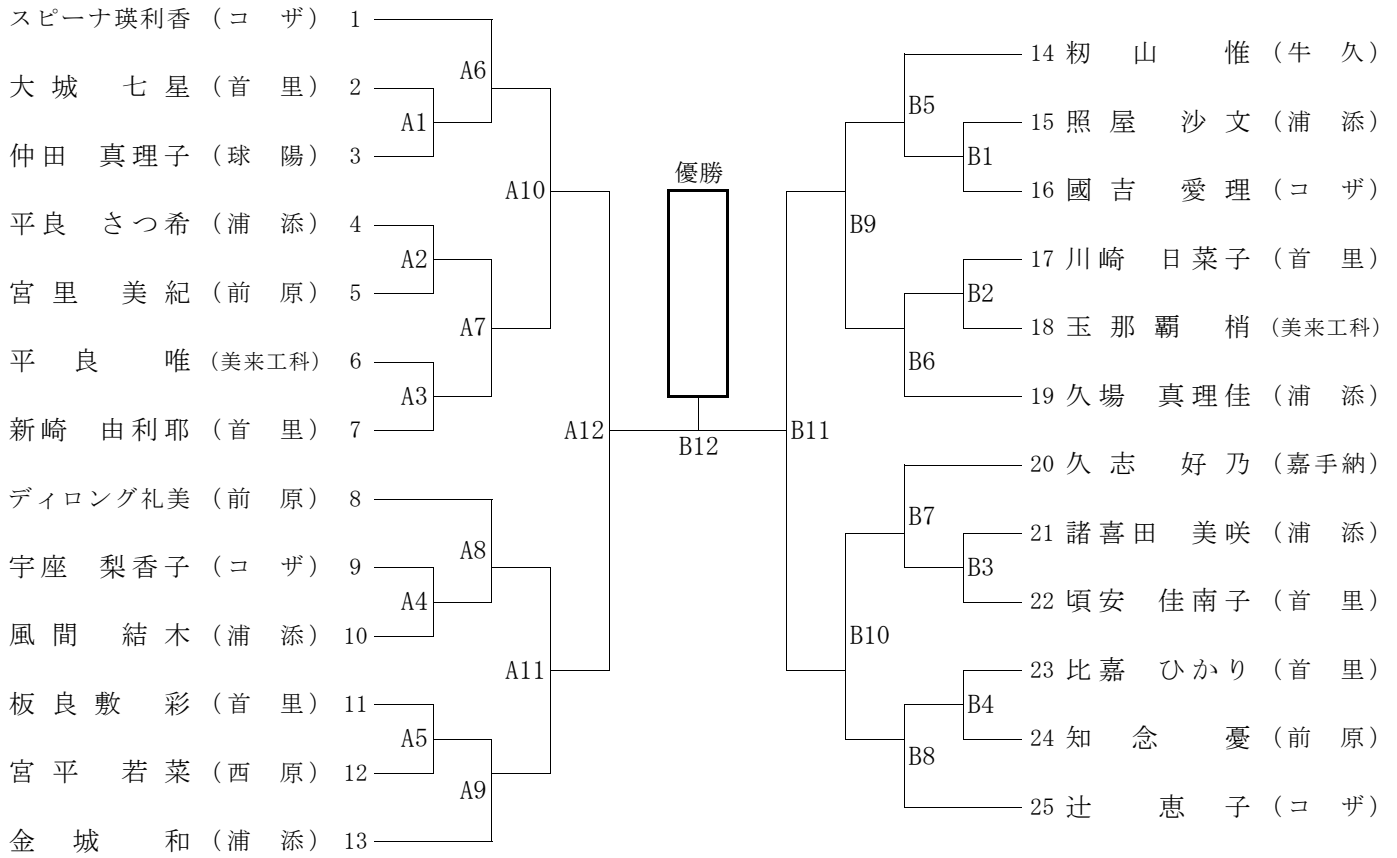 スピーナ瑛利香 (コ ザ) 1
大城 七星 (首 里) 2
仲田 真理子 (球 陽) 3
平良 さつ希 (浦 添) 4
宮里 美紀 (前 原) 5
平良 唯 (美来工科) 6
新崎 由利耶 (首 里) 7
ディロング礼美 (前 原) 8
宇座 梨香子 (コ ザ) 9
風間 結木 (浦 添) 10
板良敷 彩 (首 里) 11
宮平 若菜 (西 原) 12
金城 和 (浦 添) 13
A1
A2
A3
A4
A5
A6
A7
A8
A9
A10
A11
A12
優勝
B12
B11
B9
B10
B5
B6
B7
B8
B1
B2
B3
B4
14 籾山 惟 (牛 久)
15 照屋 沙文 (浦 添)
16 國吉 愛理 (コ ザ)
17 川崎 日菜子 (首 里)
18 玉那覇 梢 (美来工科)
19 久場 真理佳 (浦 添)
20 久志 好乃 (嘉手納)
21 諸喜田 美咲 (浦 添)
22 頃安 佳南子 (首 里)
23 比嘉 ひかり (首 里)
24 知念 憂 (前 原)
25 辻 恵子 (コ ザ)